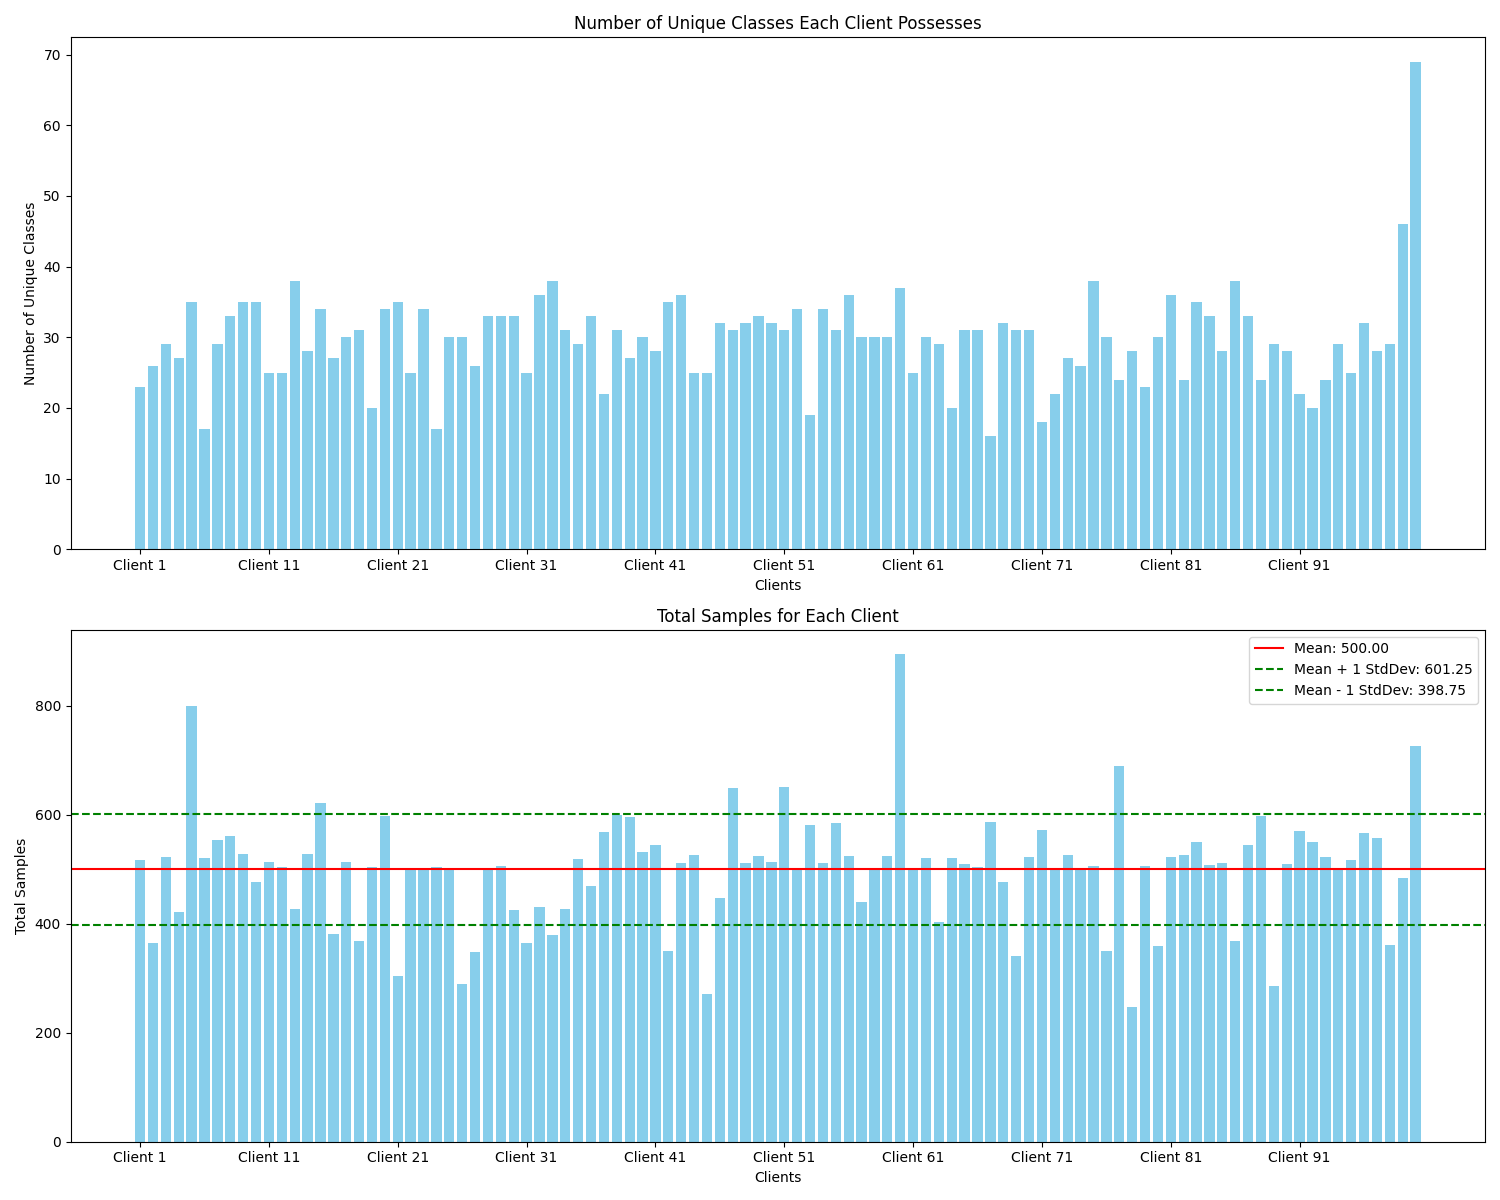 Number of Unique Classes Each Client Possesses
70
60
50
40
30
20
10
0
Number of Unique Classes
Client 1 Client 11 Client 21 Client 31 Client 41 Client 51 Client 61 Client 71 Client 81 Client 91
Clients
Total Samples for Each Client
Mean: 500.00
Mean + 1 StdDev: 601.25
Mean - 1 StdDev: 398.75
800
600
400
200
0
Total Samples
Client 1 Client 11 Client 21 Client 31 Client 41 Client 51 Client 61 Client 71 Client 81 Client 91
Clients